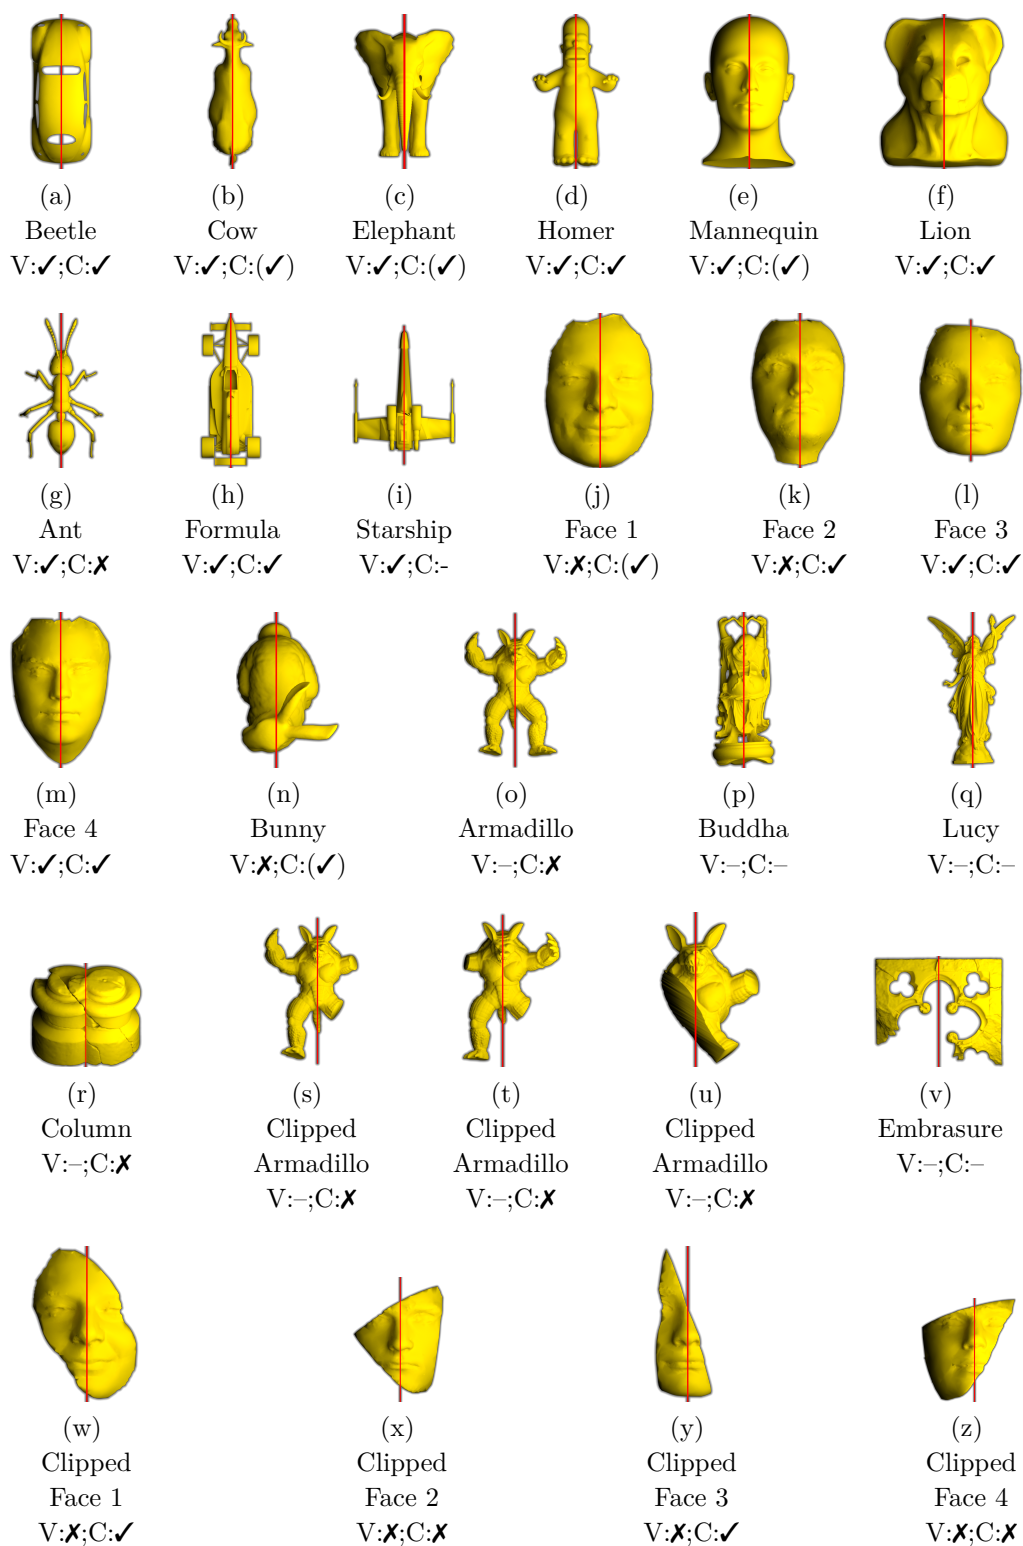 (a) (b) (c) (d) (e) (f)
Beetle Cow Elephant Homer Mannequin Lion
V:✓;C:✓ V:✓;C:(✓) V:✓;C:(✓) V:✓;C:✓ V:✓;C:(✓) V:✓;C:✓
(g) (h) (i) (j) (k) (l)
Ant Formula Starship Face 1 Face 2 Face 3
V:✓;C:✗ V:✓;C:✓ V:✓;C:- V:✗;C:(✓) V:✗;C:✓ V:✓;C:✓
(m) (n) (o) (p) (q)
Face 4 Bunny Armadillo Buddha Lucy
V:✓;C:✓ V:✗;C:(✓) V:–;C:✗ V:–;C:– V:–;C:–
(r) (s) (t) (u) (v)
Column Clipped Clipped Clipped Embrasure
V:–;C:✗ Armadillo Armadillo Armadillo V:–;C:–
V:–;C:✗ V:–;C:✗ V:–;C:✗
(w) (x) (y) (z)
Clipped Clipped Clipped Clipped
Face 1 Face 2 Face 3 Face 4
V:✗;C:✓ V:✗;C:✗ V:✗;C:✓ V:✗;C:✗